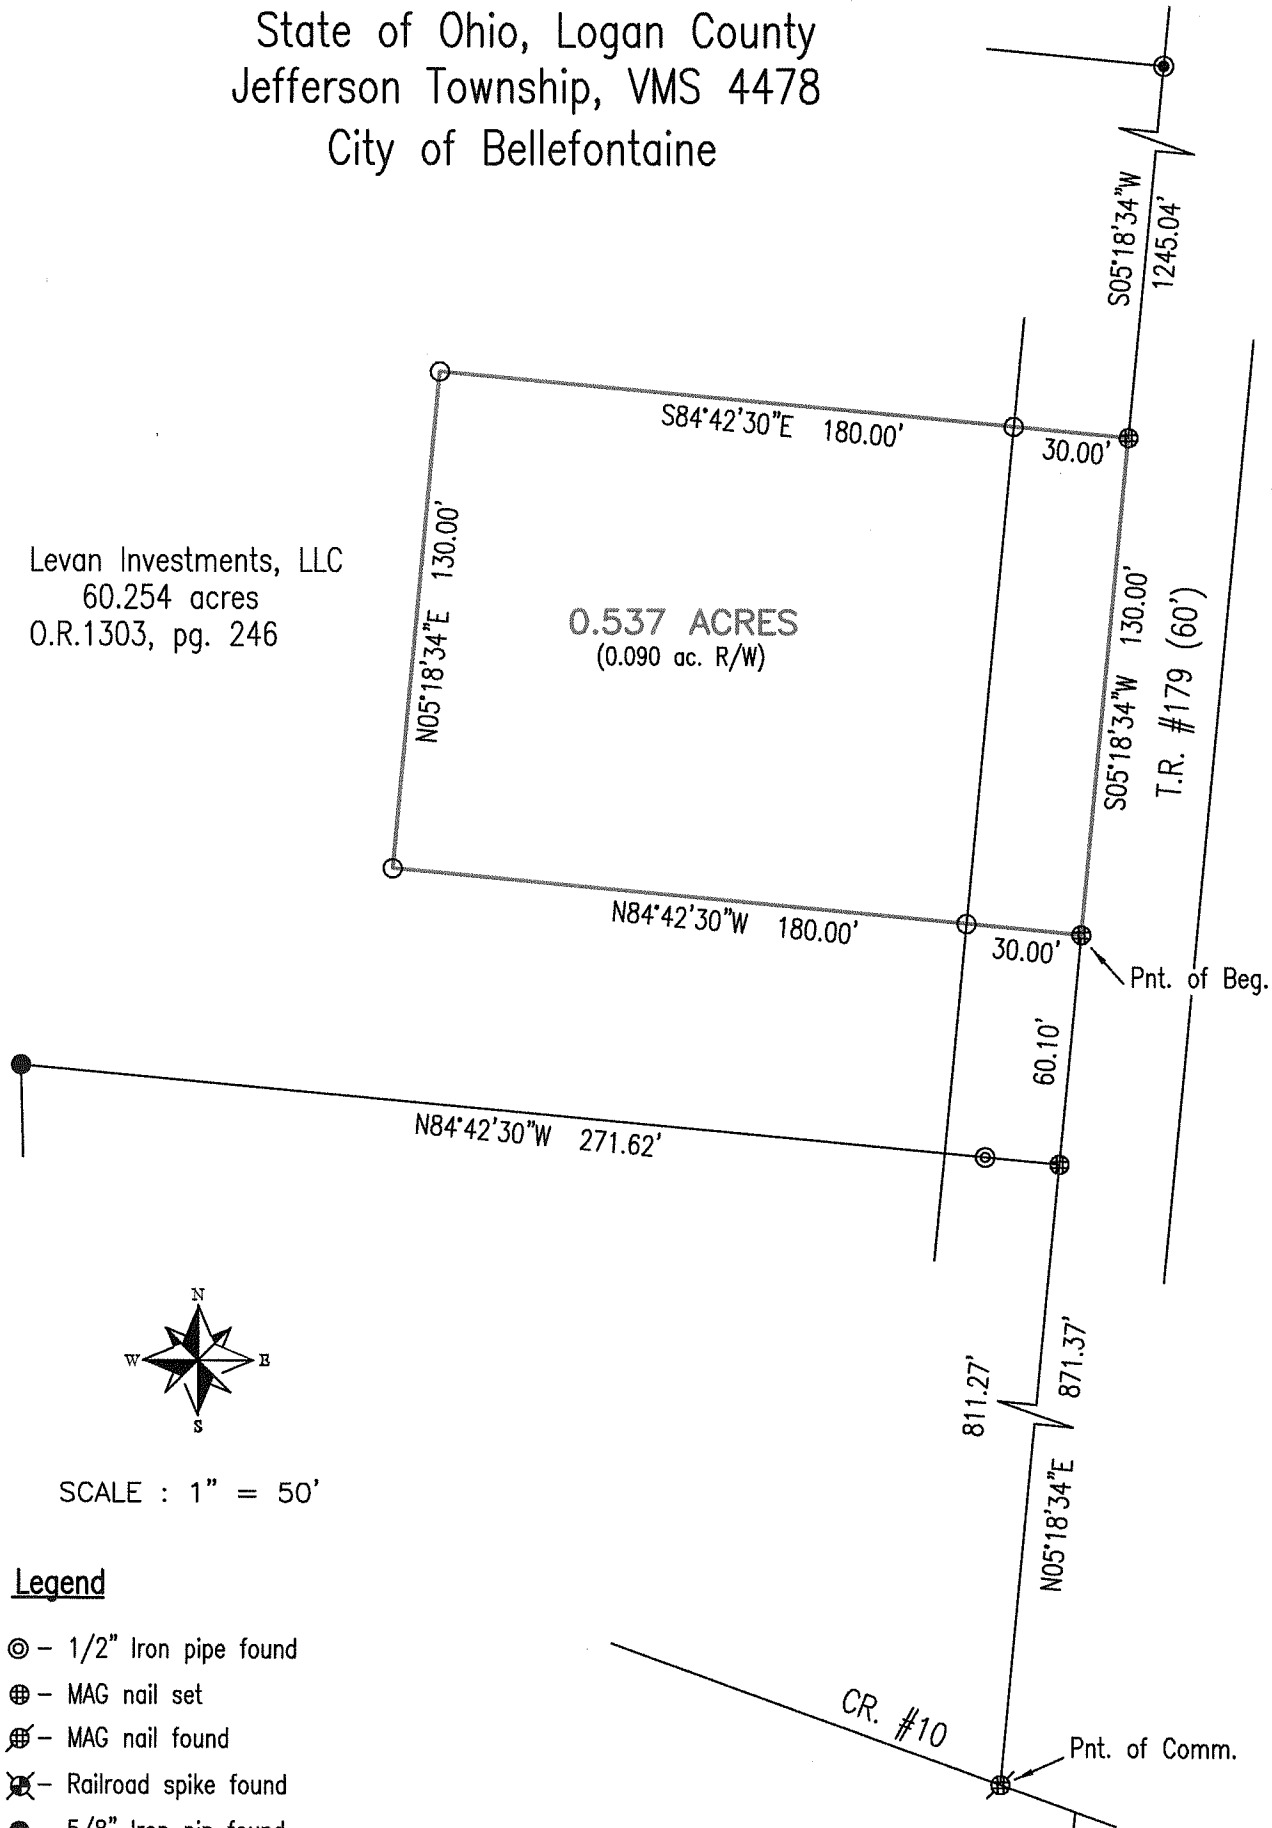 State of Ohio, Logan County
Jefferson Township, VMS 4478
City of Bellefontaine
S05°18'34"W
1245.04'
S84°42'30"E 180.00'
30.00'
Levan Investments, LLC
60.254 acres
O.R.1303, pg. 246
N05°18'34"E 130.00'
0.537 ACRES
(0.090 ac. R/W)
S05°18'34"W 130.00'
T.R. #179 (60')
N84°42'30"W 180.00'
30.00'
Pnt. of Beg.
60.10'
N84°42'30"W 271.62'
N
W
E
S
811.27'
871.37'
N05°18'34"E
SCALE : 1" = 50'
Legend
– 1/2" Iron pipe found
– MAG nail set
– MAG nail found
– Railroad spike found
5/8" Iron pin found
CR. #10
Pnt. of Comm.